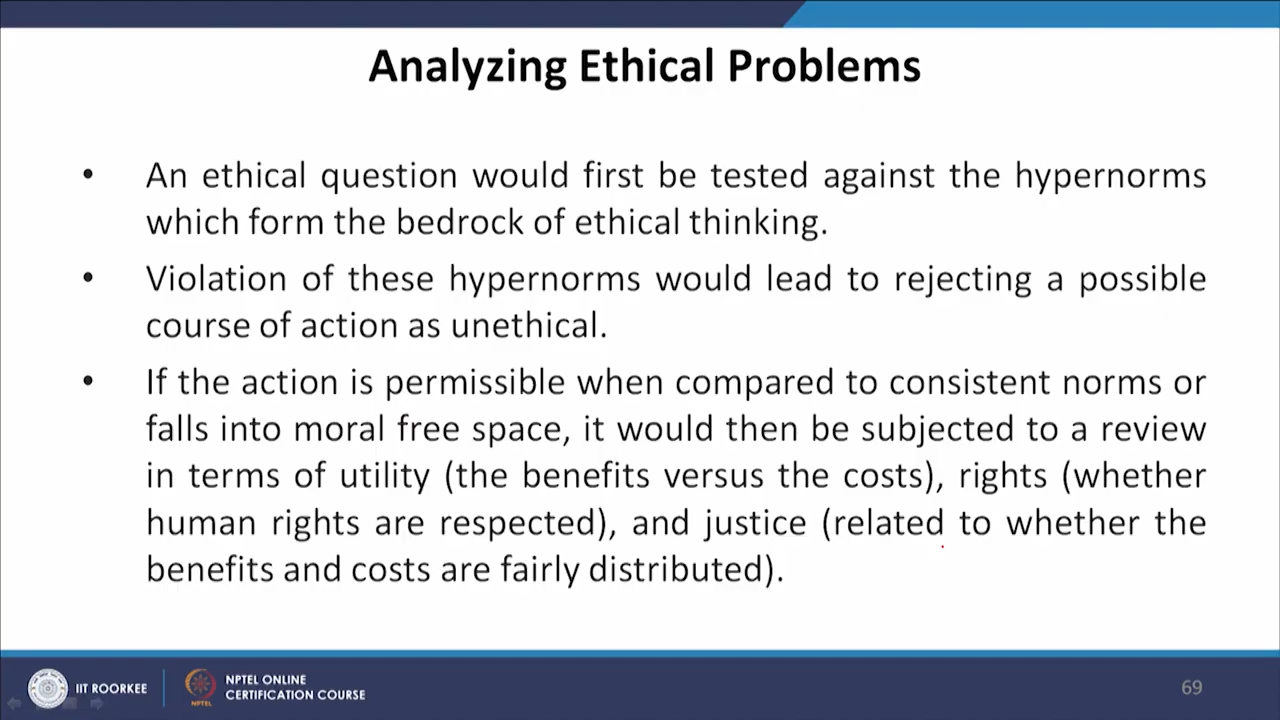 Analyzing Ethical Problems
• An ethical question would first be tested against the hypernorms
which form the bedrock of ethical thinking.
• Violation of these hypernorms would lead to rejecting a possible
course of action as unethical.
• If the action is permissible when compared to consistent norms or
falls into moral free space, it would then be subjected to a review
in terms of utility (the benefits versus the costs), rights (whether
human rights are respected), and justice (related to whether the
benefits and costs are fairly distributed).
IIT ROORKEE
NPTEL
NPTEL ONLINE
CERTIFICATION COURSE
69